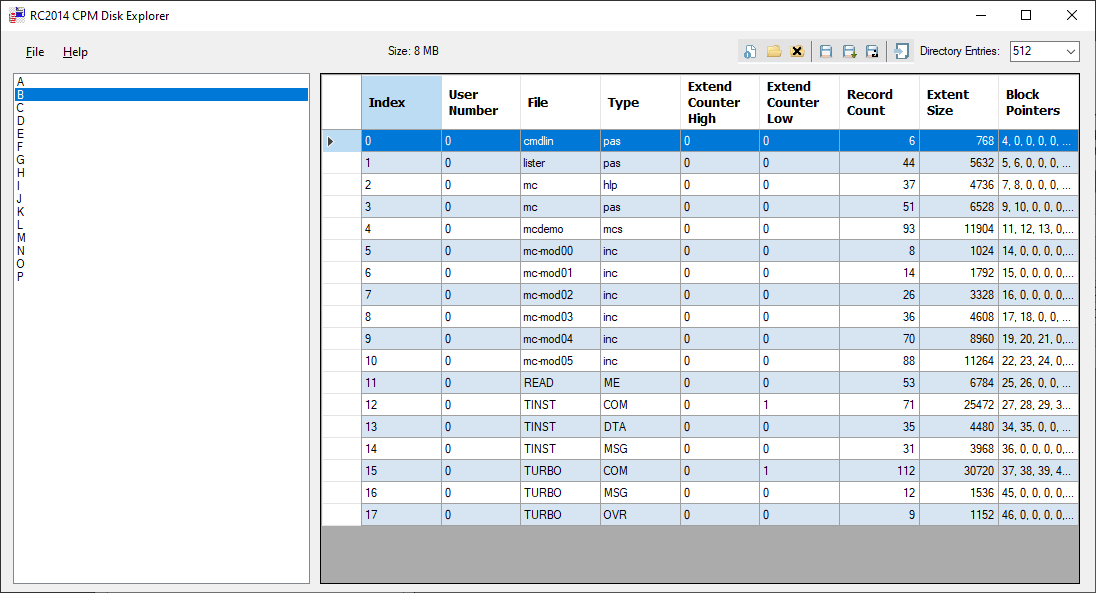 RC2014 CPM Disk Explorer
File Help Size: 8 MB Directory Entries: 512
A
B
C
D
E
F
G
H
I
J
K
L
M
N
O
P
Index User Number File Type Extend Counter High Extend Counter Low Record Count Extent Size Block Pointers
0 0 cmdlin pas 0 0 6 768 4, 0, 0, 0, 0, ...
1 0 lister pas 0 0 44 5632 5, 6, 0, 0, 0, ...
2 0 mc hlp 0 0 37 4736 7, 8, 0, 0, 0, ...
3 0 mc pas 0 0 51 6528 9, 10, 0, 0, 0,...
4 0 mcdemo mcs 0 0 93 11904 11, 12, 13, 0,...
5 0 mc-mod00 inc 0 0 8 1024 14, 0, 0, 0, 0,...
6 0 mc-mod01 inc 0 0 14 1792 15, 0, 0, 0, 0,...
7 0 mc-mod02 inc 0 0 26 3328 16, 0, 0, 0, 0,...
8 0 mc-mod03 inc 0 0 36 4608 17, 18, 0, 0, ...
9 0 mc-mod04 inc 0 0 70 8960 19, 20, 21, 0,...
10 0 mc-mod05 inc 0 0 88 11264 22, 23, 24, 0,...
11 0 READ ME 0 0 53 6784 25, 26, 0, 0, ...
12 0 TINST COM 0 1 71 25472 27, 28, 29, 3...
13 0 TINST DTA 0 0 35 4480 34, 35, 0, 0, ...
14 0 TINST MSG 0 0 31 3968 36, 0, 0, 0, 0,...
15 0 TURBO COM 0 1 112 30720 37, 38, 39, 4...
16 0 TURBO MSG 0 0 12 1536 45, 0, 0, 0, 0,...
17 0 TURBO OVR 0 0 9 1152 46, 0, 0, 0, 0,...